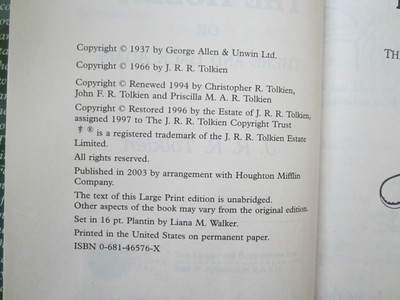 Copyright © 1937 by George Allen & Unwin Ltd.
Copyright © 1966 by J. R. R. Tolkien
Copyright © Renewed 1994 by Christopher R. Tolkien,
John F. R. Tolkien and Priscilla M. A. R. Tolkien
Copyright © Restored 1996 by the Estate of J. R. R. Tolkien,
assigned 1997 to The J. R. R. Tolkien Copyright Trust
® is a registered trademark of the J. R. R. Tolkien Estate
Limited.
All rights reserved.
Published in 2003 by arrangement with Houghton Mifflin
Company.
The text of this Large Print edition is unabridged.
Other aspects of the book may vary from the original edition.
Set in 16 pt. Plantin by Liana M. Walker.
Printed in the United States on permanent paper.
ISBN 0-681-46576-X